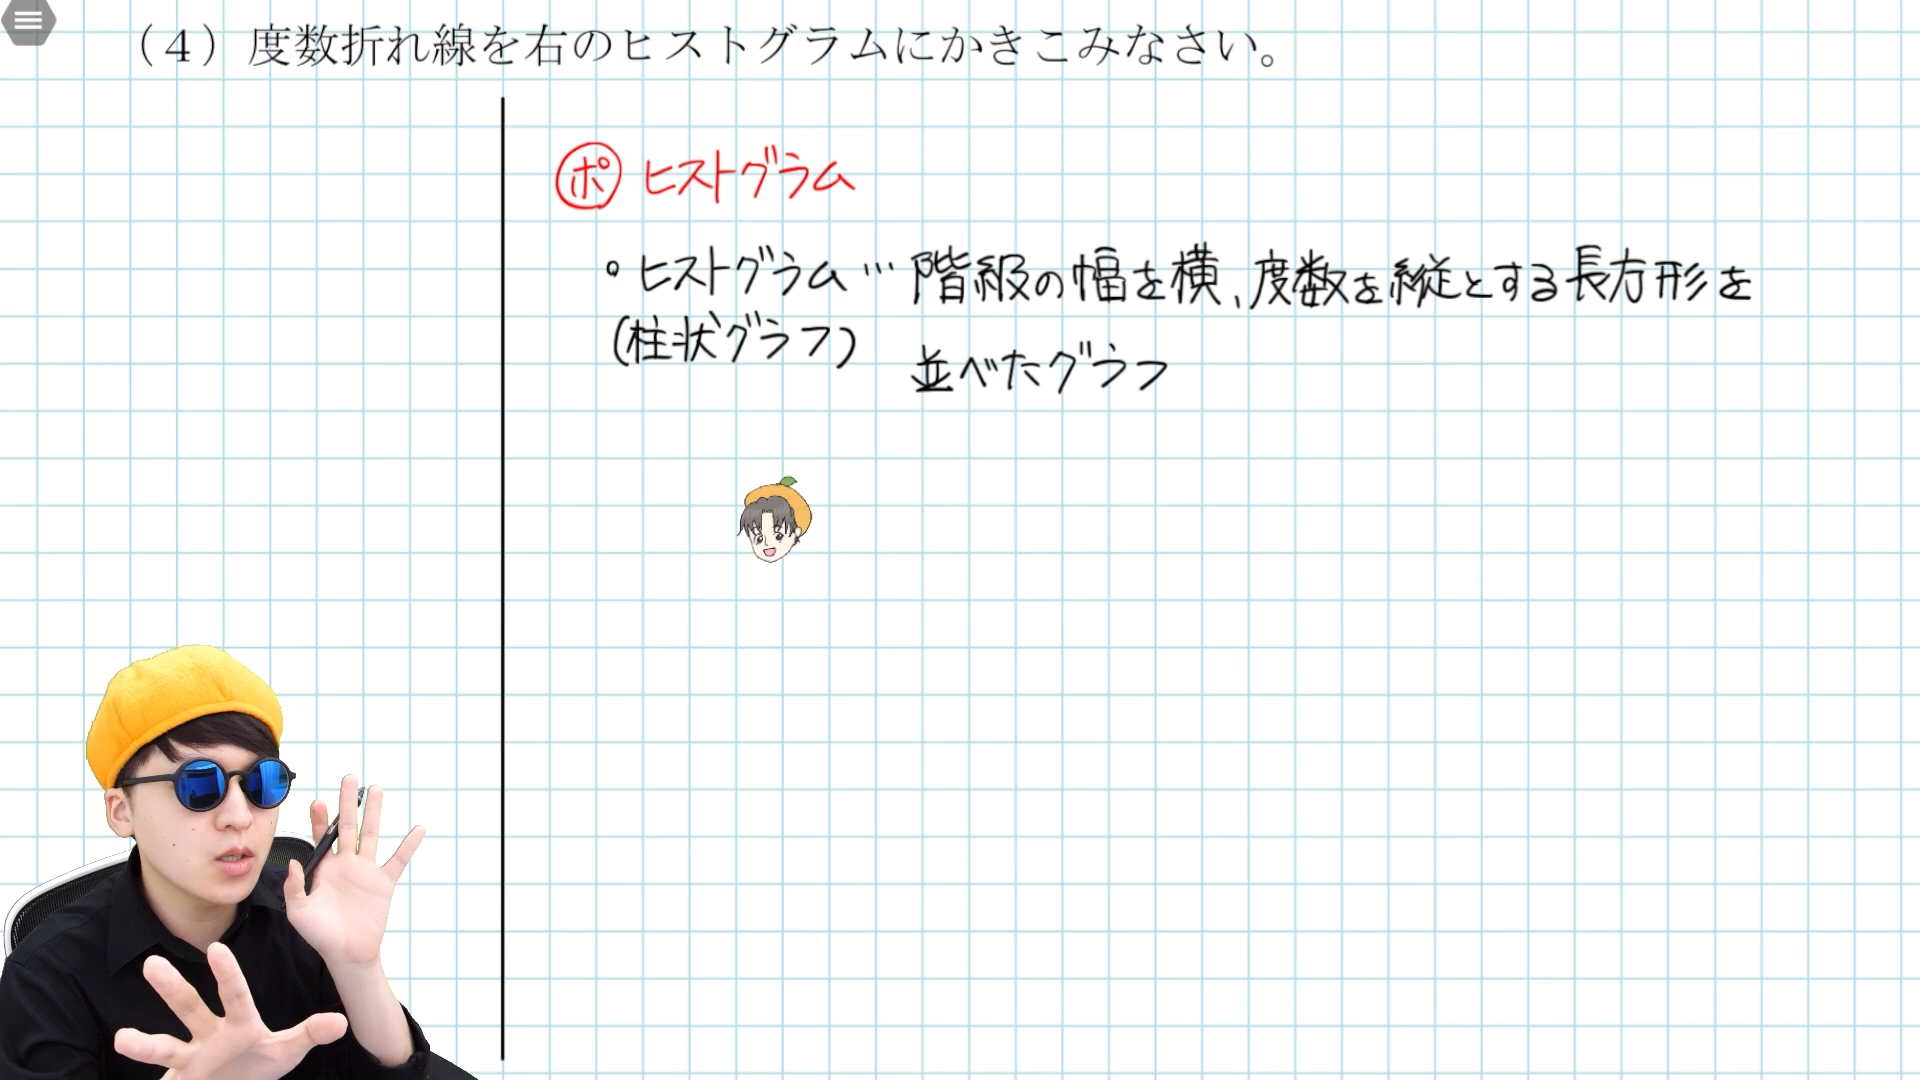 （４）度数折れ線を右のヒストグラムにかきこみなさい。
ポ ヒストグラム
。ヒストグラム… 階級の幅を横、度数を縦とする長方形を
(柱状グラフ)
並べたグラフ